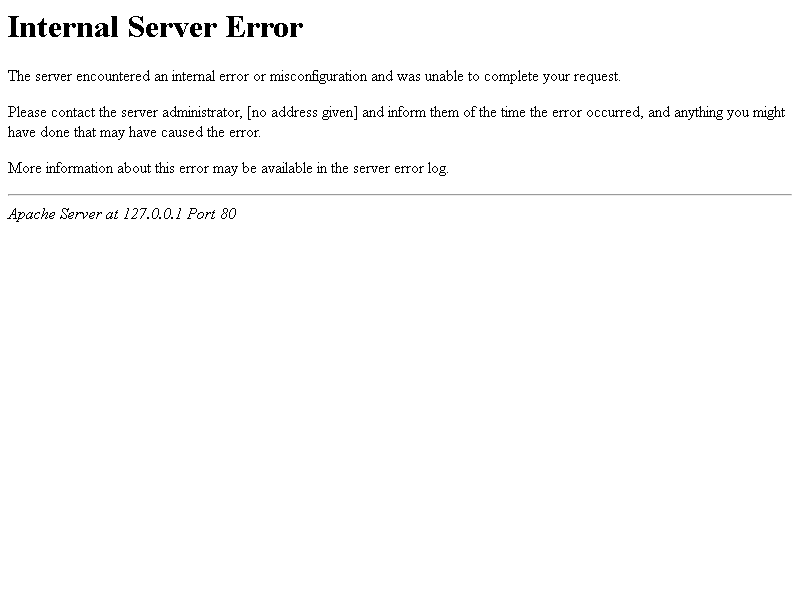 Internal Server Error
The server encountered an internal error or misconfiguration and was unable to complete your request.
Please contact the server administrator, [no address given] and inform them of the time the error occurred, and anything you might
have done that may have caused the error.
More information about this error may be available in the server error log.
Apache Server at 127.0.0.1 Port 80